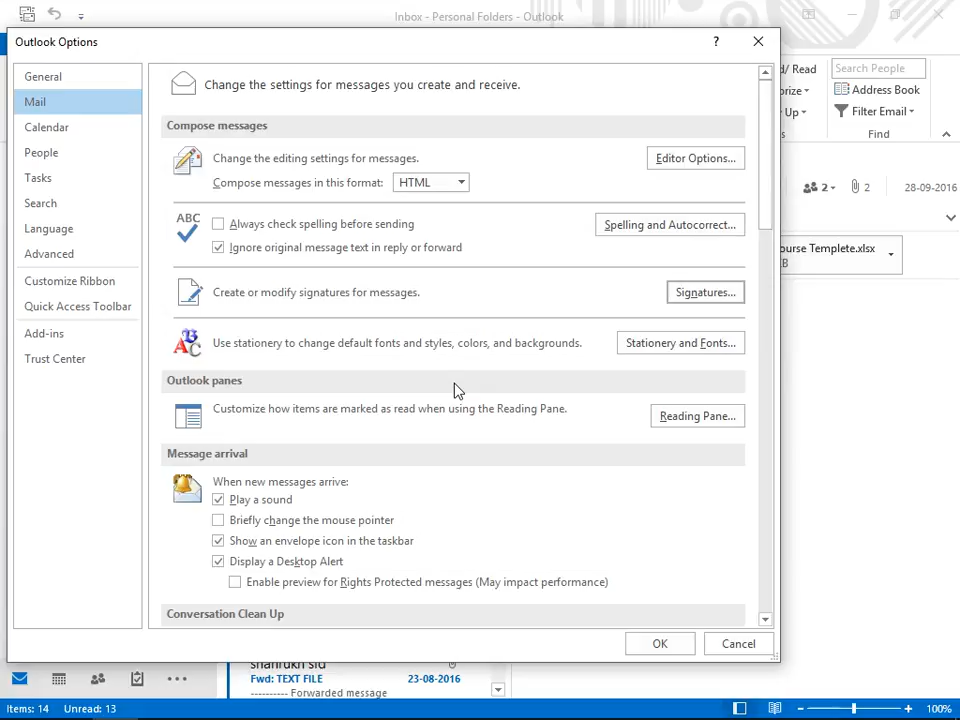 Inbox - Personal Folders - Outlook
Outlook Options
?
General
Mail
Calendar
People
Tasks
Search
Language
Advanced
Customize Ribbon
Quick Access Toolbar
Add-ins
Trust Center
Change the settings for messages you create and receive.
Compose messages
Change the editing settings for messages.
Editor Options...
Compose messages in this format:
HTML
ABC
Always check spelling before sending
Spelling and Autocorrect...
Ignore original message text in reply or forward
Create or modify signatures for messages.
Signatures...
Use stationery to change default fonts and styles, colors, and backgrounds.
Stationery and Fonts...
Outlook panes
Customize how items are marked as read when using the Reading Pane.
Reading Pane...
Message arrival
When new messages arrive:
Play a sound
Briefly change the mouse pointer
Show an envelope icon in the taskbar
Display a Desktop Alert
Enable preview for Rights Protected messages (May impact performance)
Conversation Clean Up
OK
Cancel
d/ Read
Search People
orize
Address Book
Up
Filter Email
Find
2
2
28-09-2016
ourse Templete.xlsx
shahrukh sid
Fwd: TEXT FILE
23-08-2016
---------- Forwarded message
Items: 14
Unread: 13
100%